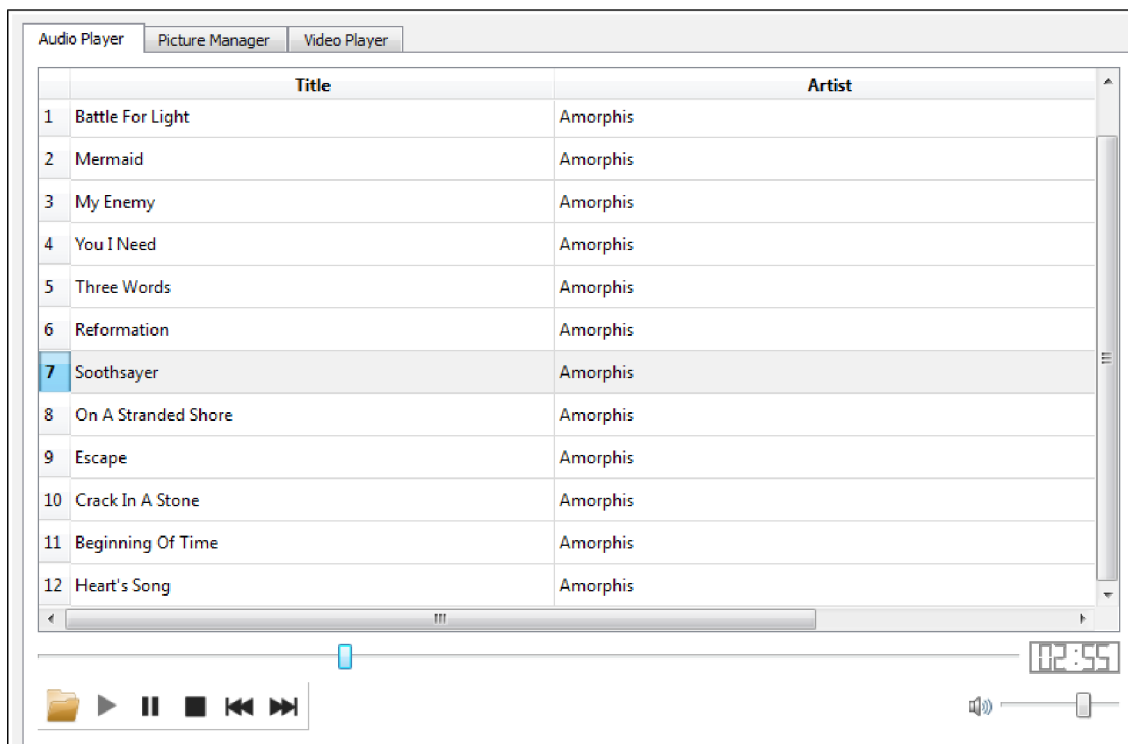 Audio Player Picture Manager Video Player
Title Artist
1 Battle For Light Amorphis
2 Mermaid Amorphis
3 My Enemy Amorphis
4 You I Need Amorphis
5 Three Words Amorphis
6 Reformation Amorphis
7 Soothsayer Amorphis
8 On A Stranded Shore Amorphis
9 Escape Amorphis
10 Crack In A Stone Amorphis
11 Beginning Of Time Amorphis
12 Heart's Song Amorphis
02:55